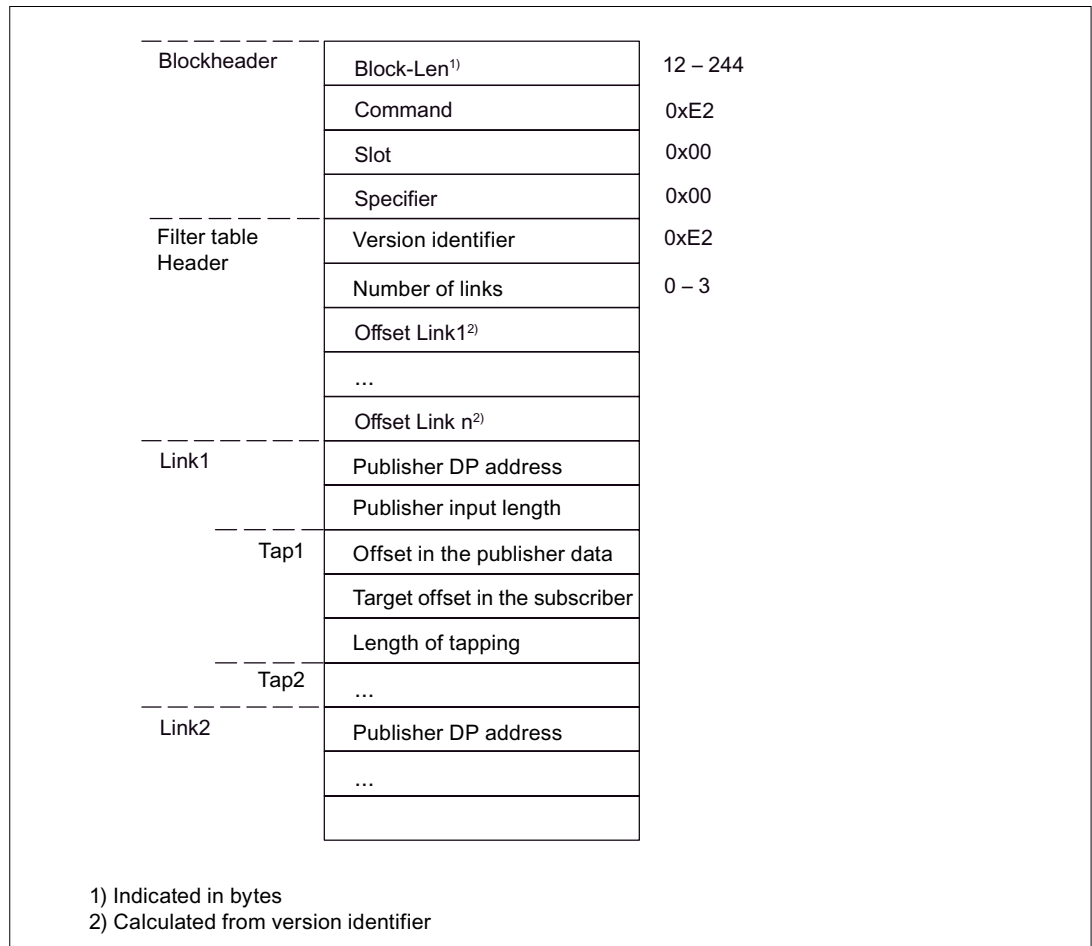 Blockheader
Block-Len1)
12 – 244
Command
0xE2
Slot
0x00
Specifier
0x00
Filter table
Header
Version identifier
0xE2
Number of links
0 – 3
Offset Link12)
...
Offset Link n2)
Link1
Publisher DP address
Publisher input length
Tap1
Offset in the publisher data
Target offset in the subscriber
Length of tapping
Tap2
...
Link2
Publisher DP address
...
1) Indicated in bytes
2) Calculated from version identifier